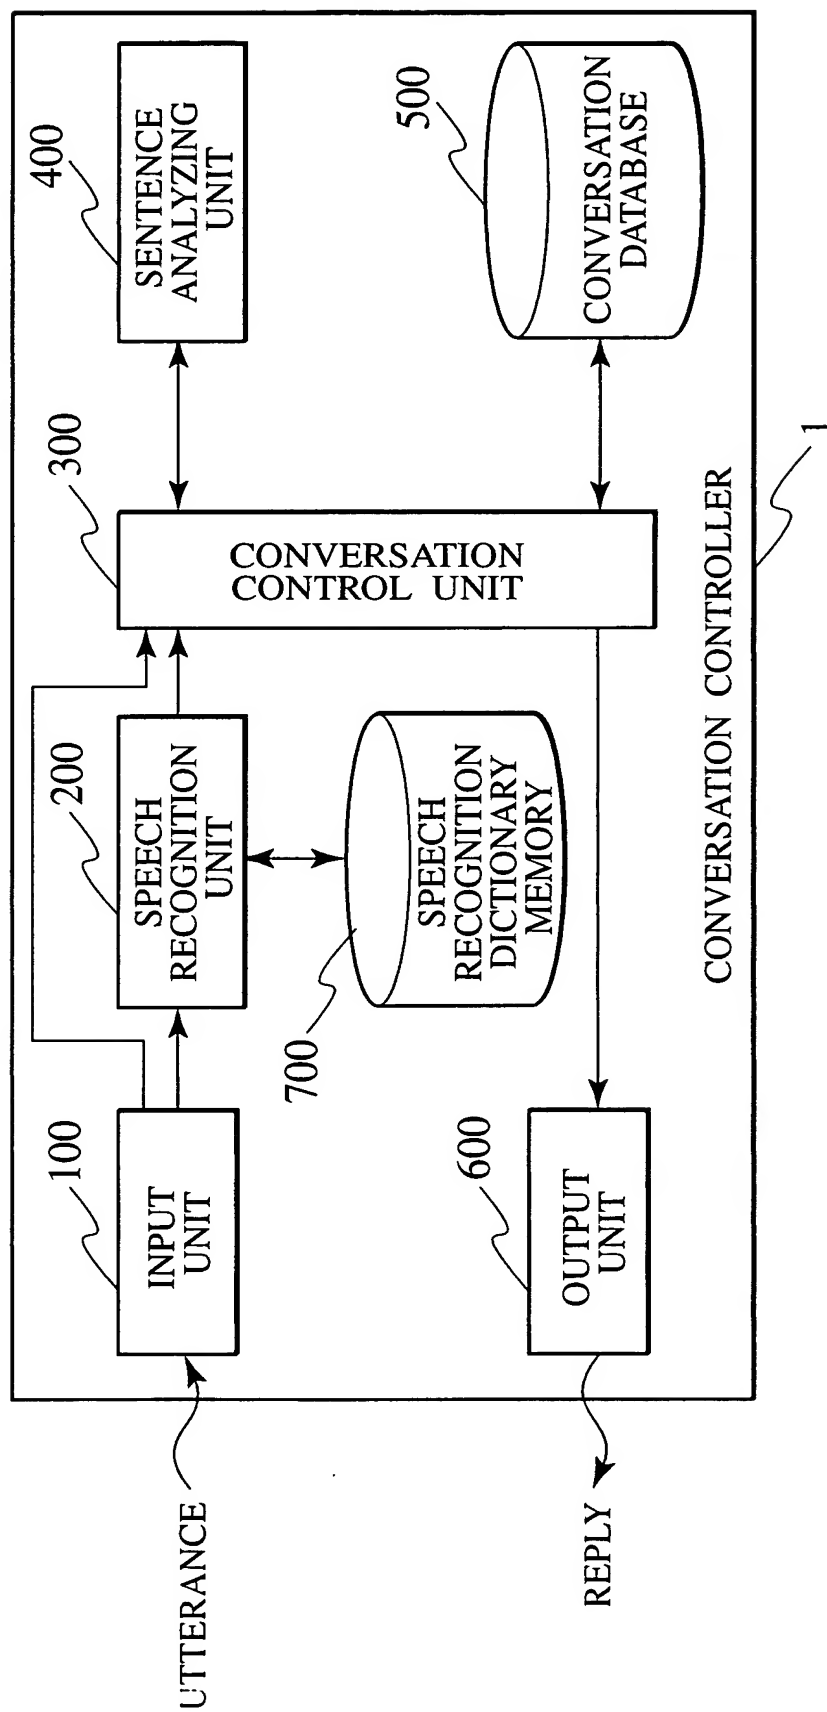 UTTERANCE
100
INPUT
UNIT
200
SPEECH
RECOGNITION
UNIT
300
CONVERSATION
CONTROL UNIT
400
SENTENCE
ANALYZING
UNIT
700
SPEECH
RECOGNITION
DICTIONARY
MEMORY
500
CONVERSATION
DATABASE
REPLY
600
OUTPUT
UNIT
CONVERSATION CONTROLLER
1